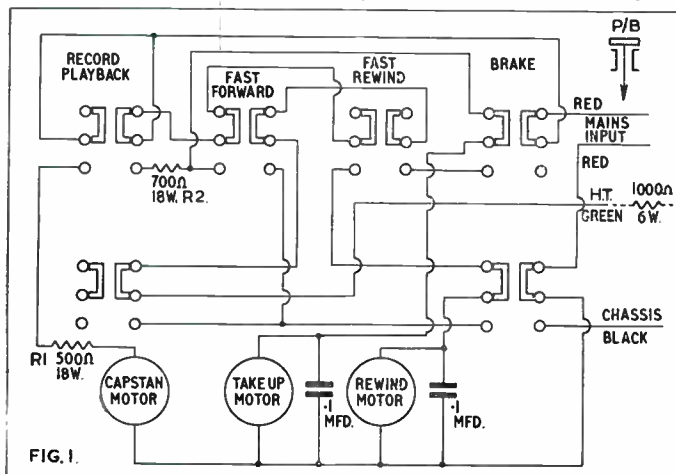 P/B
RECORD
PLAYBACK
FAST
FORWARD
FAST
REWIND
BRAKE
RED
MAINS
INPUT
RED
700Ω
18W. R2.
H.T.
GREEN
1000Ω
6W.
CHASSIS
BLACK
R1 500Ω
18W.
CAPSTAN
MOTOR
TAKE UP
MOTOR
·1
MFD.
REWIND
MOTOR
·1
MFD.
FIG. 1.